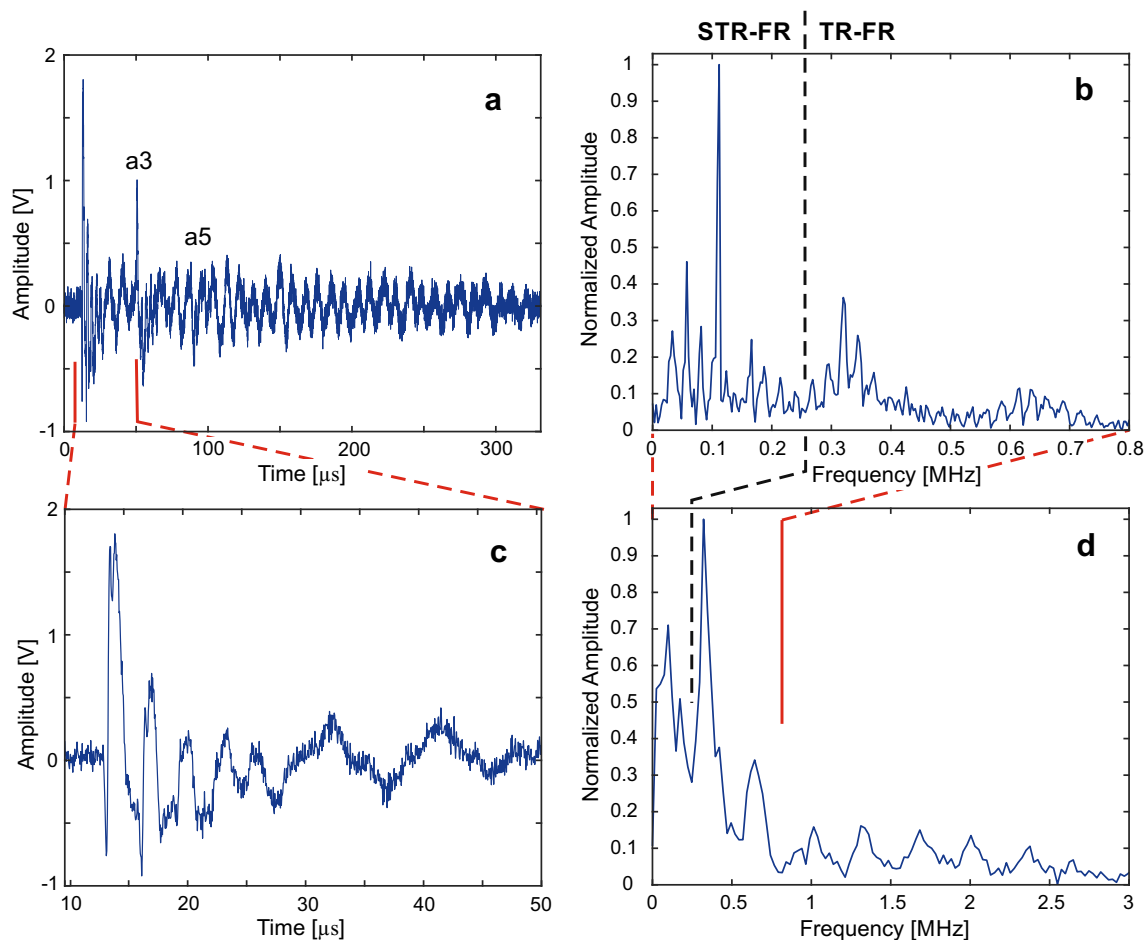 STR-FR TR-FR
a
2
1
0
-1
Amplitude [V]
a3
a5
0 100 200 300
Time [μs]
b
1
0.9
0.8
0.7
0.6
0.5
0.4
0.3
0.2
0.1
0
Normalized Amplitude
0 0.1 0.2 0.3 0.4 0.5 0.6 0.7 0.8
Frequency [MHz]
c
2
1
0
-1
Amplitude [V]
10 20 30 40 50
Time [μs]
d
1
0.9
0.8
0.7
0.6
0.5
0.4
0.3
0.2
0.1
0
Normalized Amplitude
0 0.5 1 1.5 2 2.5 3
Frequency [MHz]